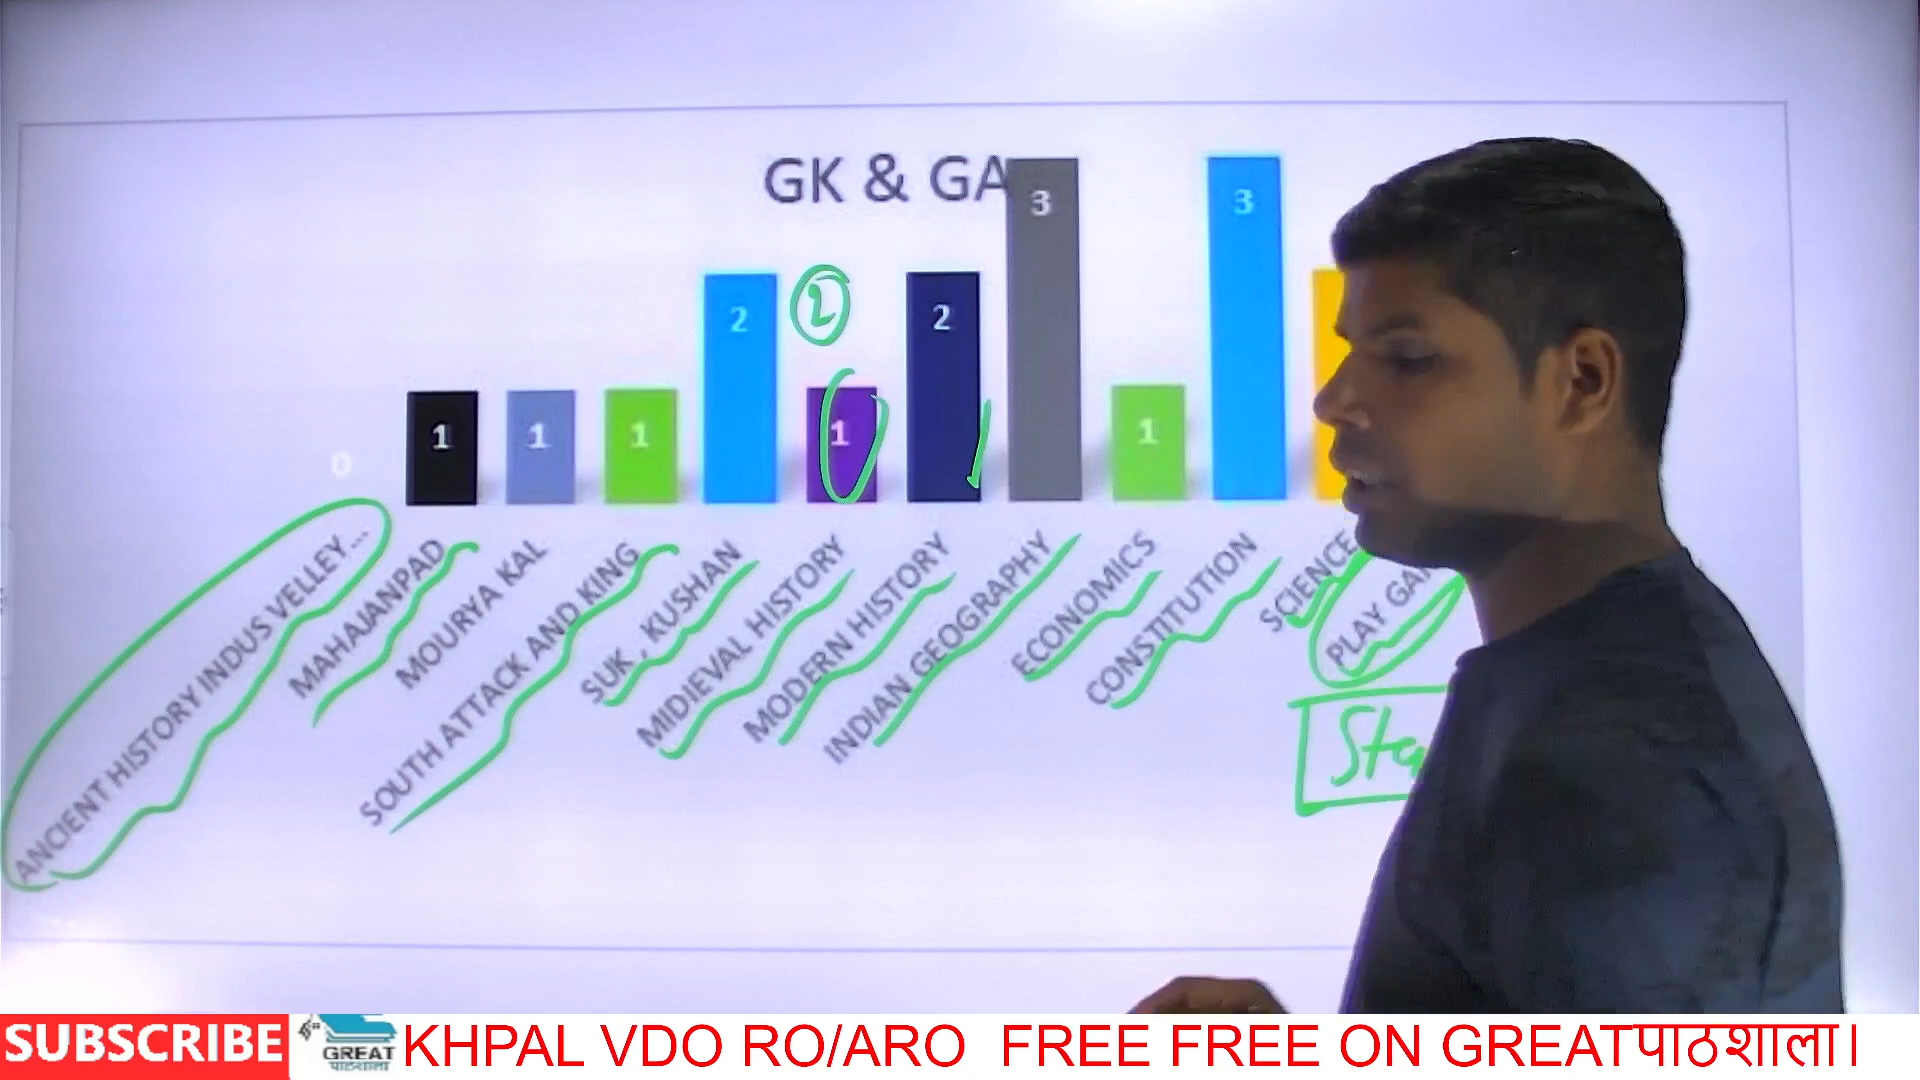 GK & GA
3
3
2
2
2
1
1
1
1
1
0
ANCIENT HISTORY INDUS VELLEY...
MAHAJANPAD
MOURYA KAL
SOUTH ATTACK AND KING
SUK , KUSHAN
MIDIEVAL HISTORY
MODERN HISTORY
INDIAN GEOGRAPHY
ECONOMICS
CONSTITUTION
SCIENCE
PLAY
SUBSCRIBE
GREAT
पाठशाला
KHPAL VDO RO/ARO FREE FREE ON GREATपाठशाला।